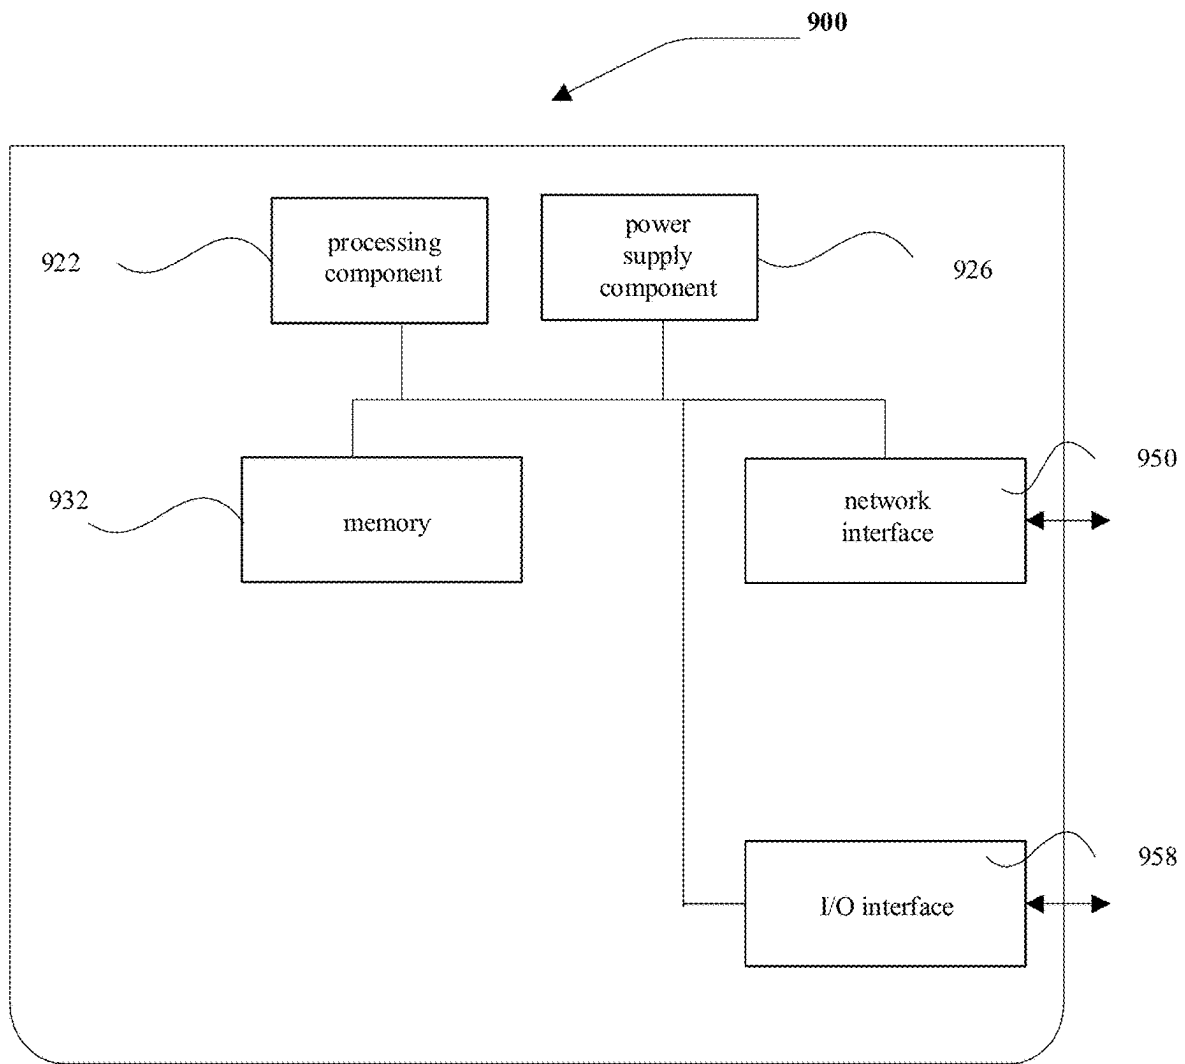 900
processing
component
922
power
supply
component
926
932
memory
network
interface
950
I/O interface
958